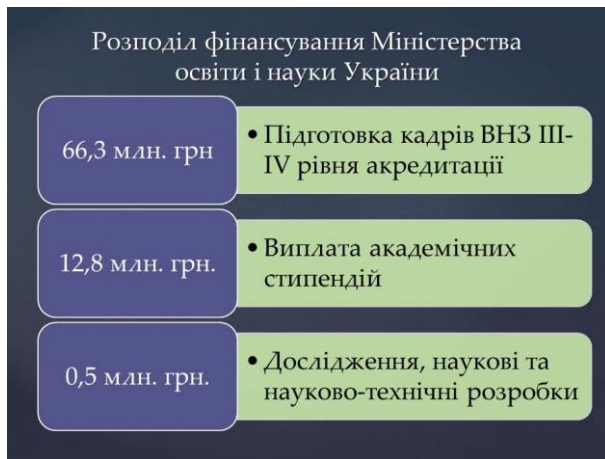 Розподіл фінансування Міністерства
освіти і науки України
66,3 млн. грн
• Підготовка кадрів ВНЗ III-
IV рівня акредитації
12,8 млн. грн.
• Виплата академічних
стипендій
0,5 млн. грн.
• Дослідження, наукові та
науково-технічні розробки